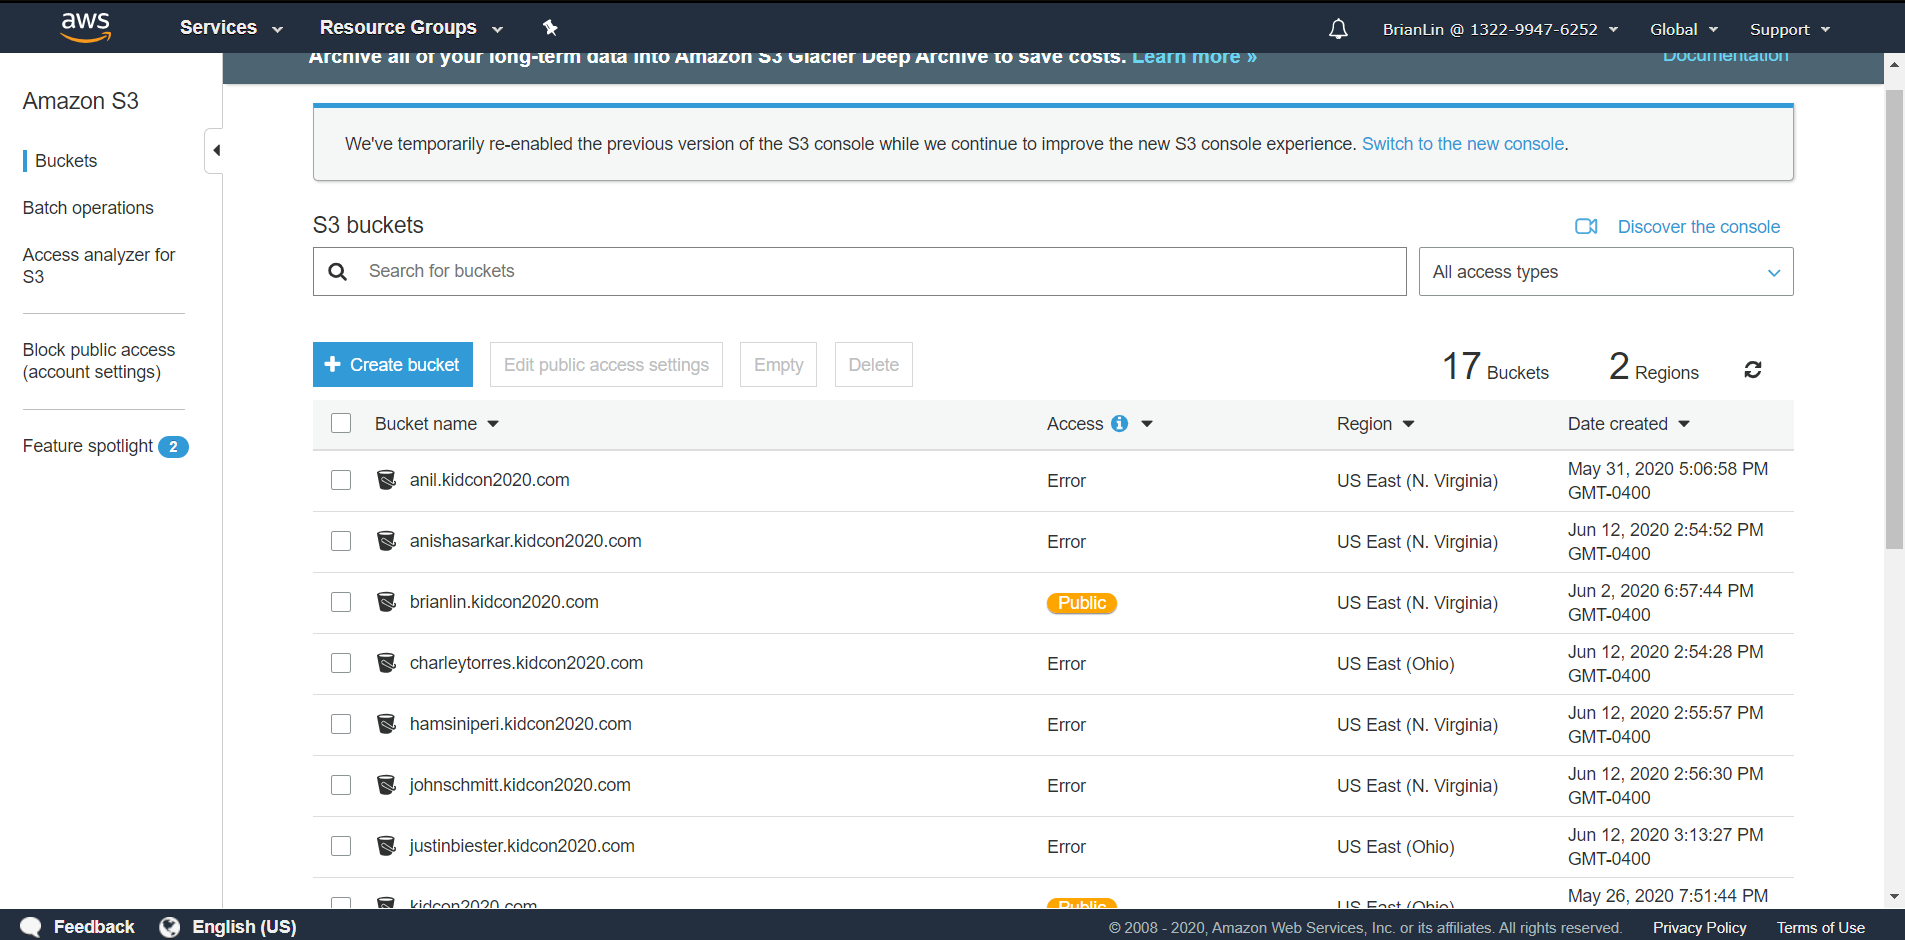 aws Services Resource Groups BrianLin @ 1322-9947-6252 Global Support
Archive all of your long-term data into Amazon S3 Glacier Deep Archive to save costs. Learn more » Documentation
Amazon S3
Buckets
Batch operations
Access analyzer for
S3
Block public access
(account settings)
Feature spotlight 2
We've temporarily re-enabled the previous version of the S3 console while we continue to improve the new S3 console experience. Switch to the new console.
S3 buckets Discover the console
Search for buckets All access types
Create bucket Edit public access settings Empty Delete 17 Buckets 2 Regions
Bucket name Access Region Date created
anil.kidcon2020.com Error US East (N. Virginia) May 31, 2020 5:06:58 PM
GMT-0400
anishasarkar.kidcon2020.com Error US East (N. Virginia) Jun 12, 2020 2:54:52 PM
GMT-0400
brianlin.kidcon2020.com Public US East (N. Virginia) Jun 2, 2020 6:57:44 PM
GMT-0400
charleytorres.kidcon2020.com Error US East (Ohio) Jun 12, 2020 2:54:28 PM
GMT-0400
hamsiniperi.kidcon2020.com Error US East (N. Virginia) Jun 12, 2020 2:55:57 PM
GMT-0400
johnschmitt.kidcon2020.com Error US East (N. Virginia) Jun 12, 2020 2:56:30 PM
GMT-0400
justinbiester.kidcon2020.com Error US East (Ohio) Jun 12, 2020 3:13:27 PM
GMT-0400
kidcon2020.com Public US East (Ohio) May 26, 2020 7:51:44 PM
Feedback English (US) © 2008 - 2020, Amazon Web Services, Inc. or its affiliates. All rights reserved. Privacy Policy Terms of Use